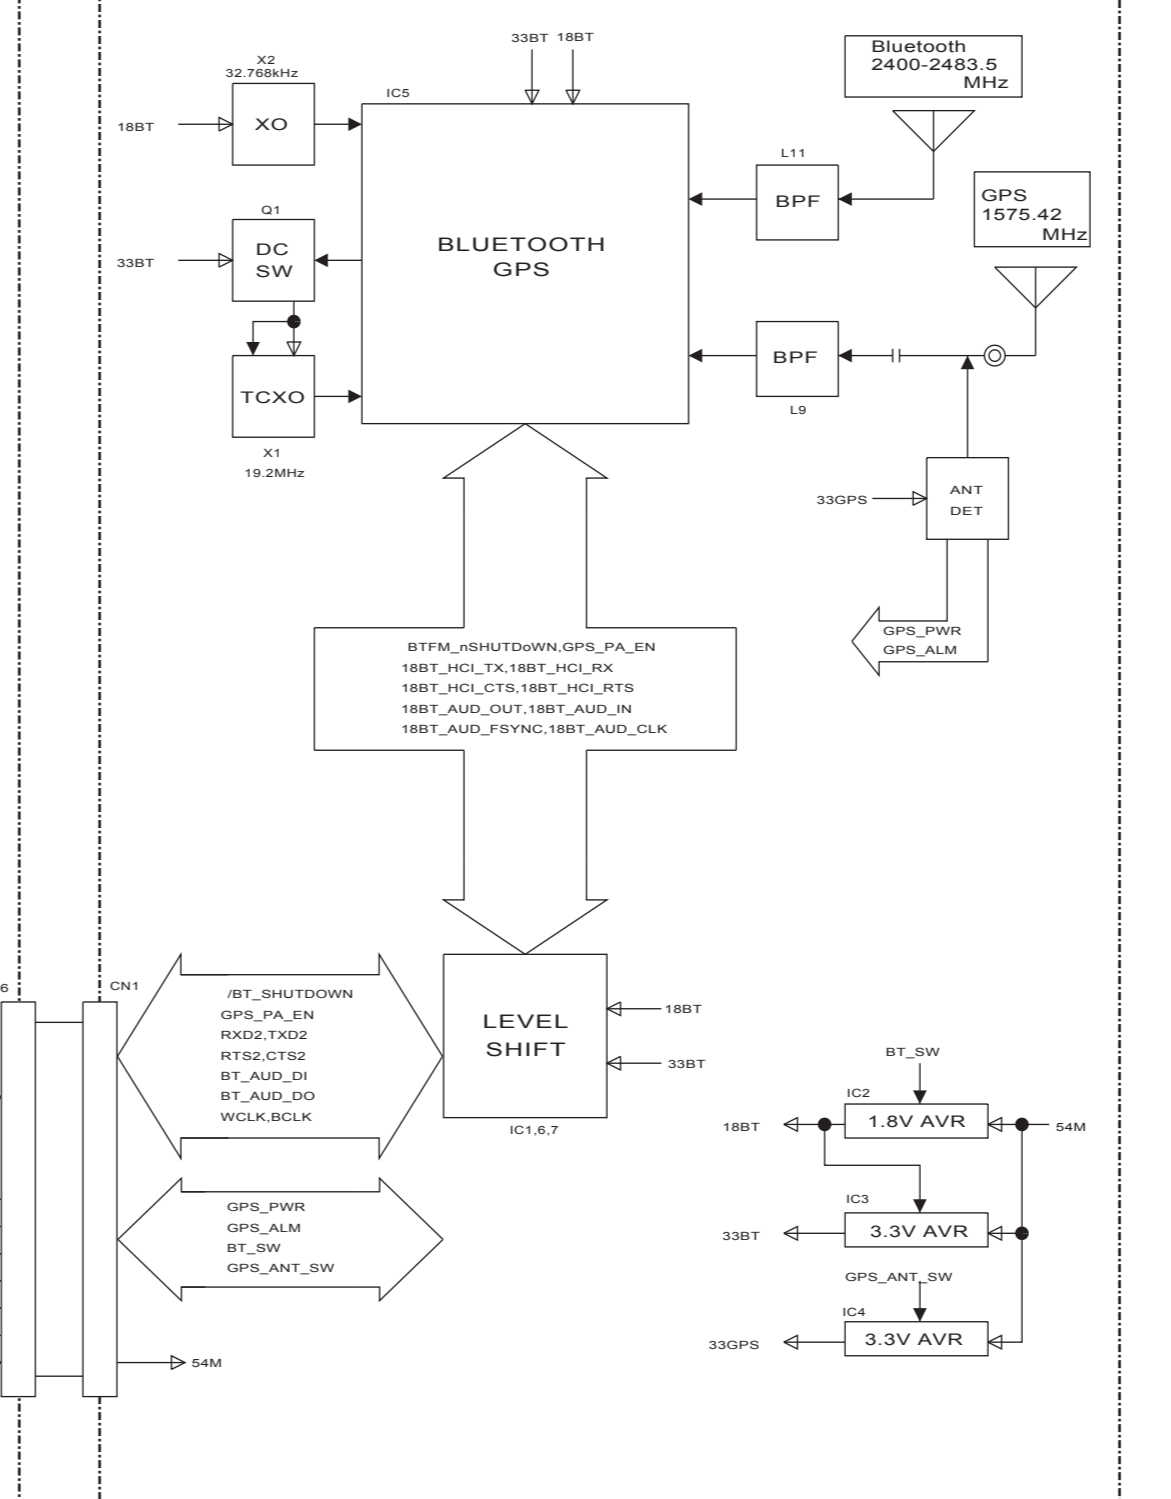 33BT 18BT
Bluetooth
2400-2483.5
MHz
X2
32.768kHz
IC5
18BT
XO
L11
BPF
GPS
1575.42
MHz
Q1
33BT
DC
SW
BLUETOOTH
GPS
TCXO
BPF
L9
X1
19.2MHz
33GPS
ANT
DET
GPS_PWR
GPS_ALM
BTFM_nSHUTDoWN,GPS_PA_EN
18BT_HCI_TX,18BT_HCI_RX
18BT_HCI_CTS,18BT_HCI_RTS
18BT_AUD_OUT,18BT_AUD_IN
18BT_AUD_FSYNC,18BT_AUD_CLK
6
CN1
/BT_SHUTDOWN
GPS_PA_EN
RXD2,TXD2
RTS2,CTS2
BT_AUD_DI
BT_AUD_DO
WCLK,BCLK
LEVEL
SHIFT
18BT
33BT
IC1,6,7
GPS_PWR
GPS_ALM
BT_SW
GPS_ANT_SW
54M
BT_SW
IC2
18BT
1.8V AVR
54M
IC3
33BT
3.3V AVR
GPS_ANT_SW
IC4
33GPS
3.3V AVR